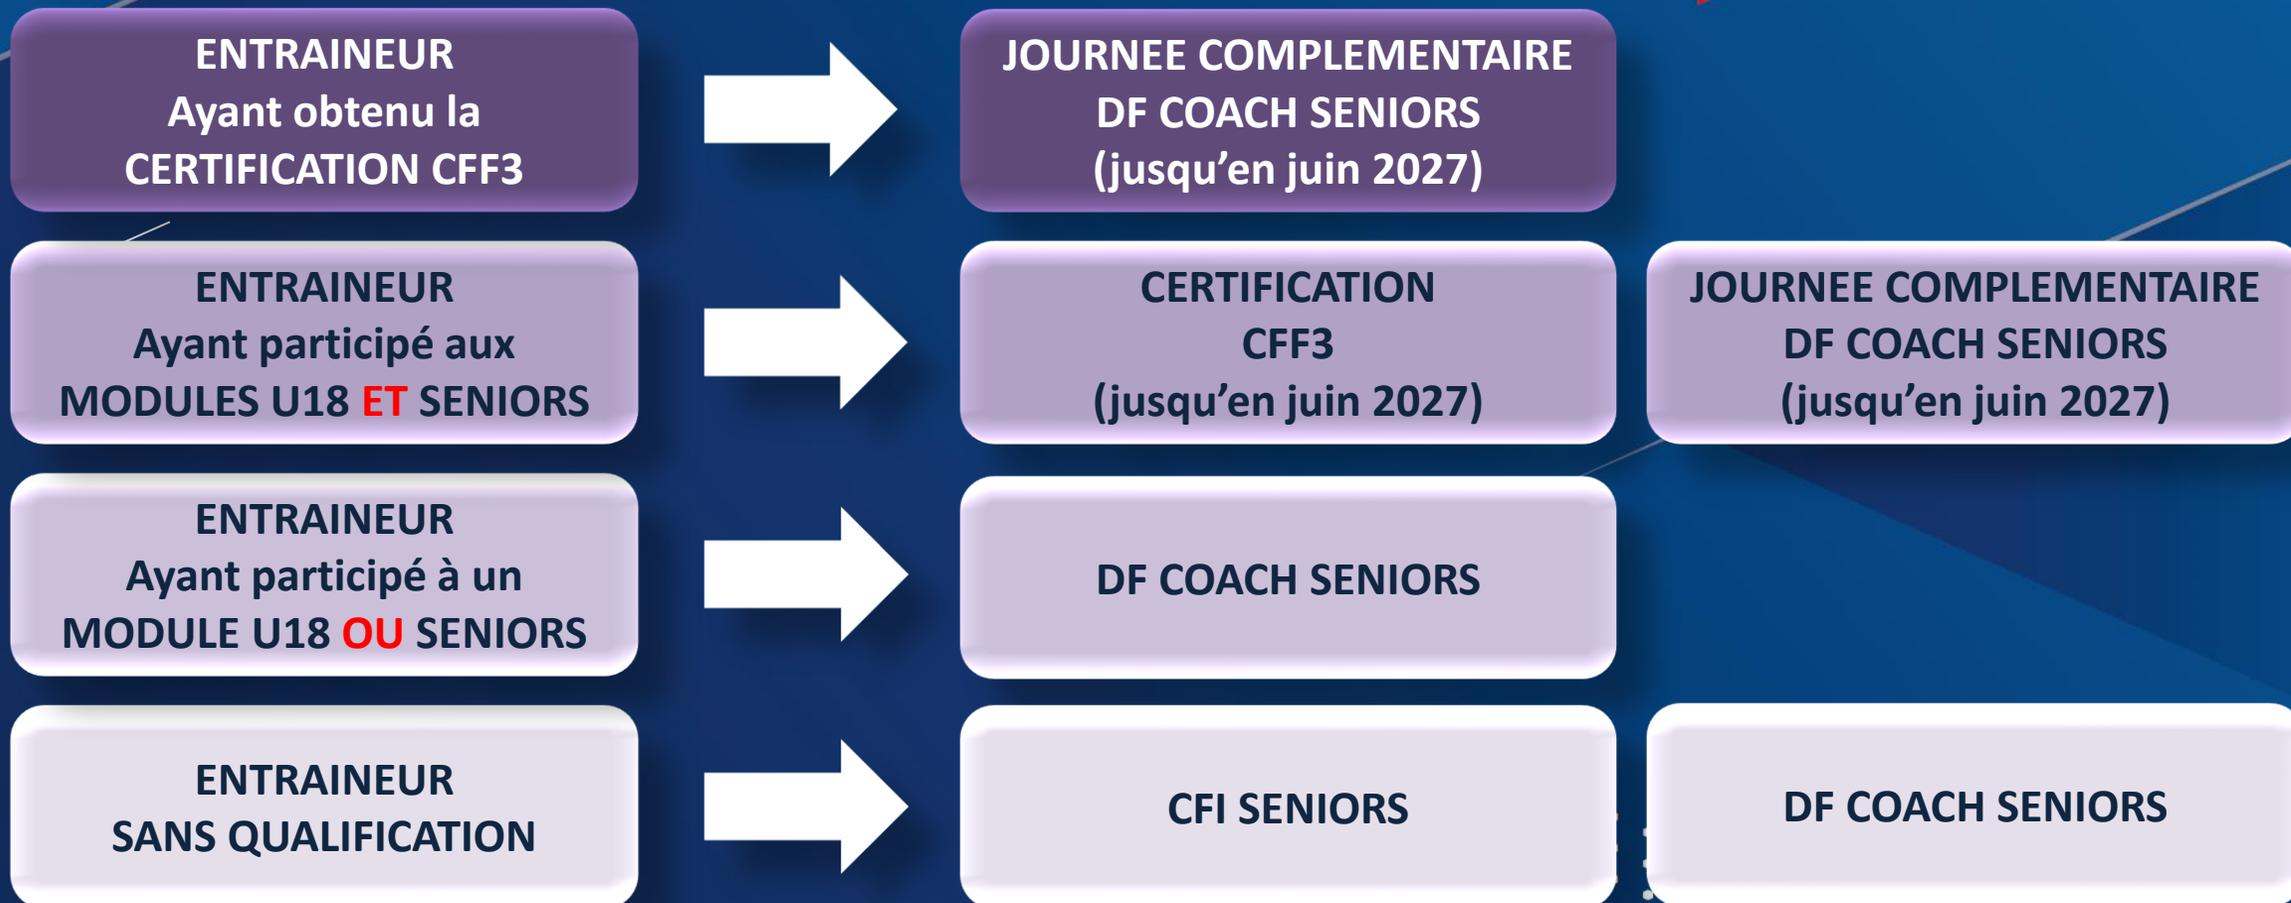 ENTRAINEUR
Ayant obtenu la
CERTIFICATION CFF3
JOURNEE COMPLEMENTAIRE
DF COACH SENIORS
(jusqu’en juin 2027)
ENTRAINEUR
Ayant participé aux
MODULES U18 ET SENIORS
CERTIFICATION
CFF3
(jusqu’en juin 2027)
JOURNEE COMPLEMENTAIRE
DF COACH SENIORS
(jusqu’en juin 2027)
ENTRAINEUR
Ayant participé à un
MODULE U18 OU SENIORS
DF COACH SENIORS
ENTRAINEUR
SANS QUALIFICATION
CFI SENIORS
DF COACH SENIORS